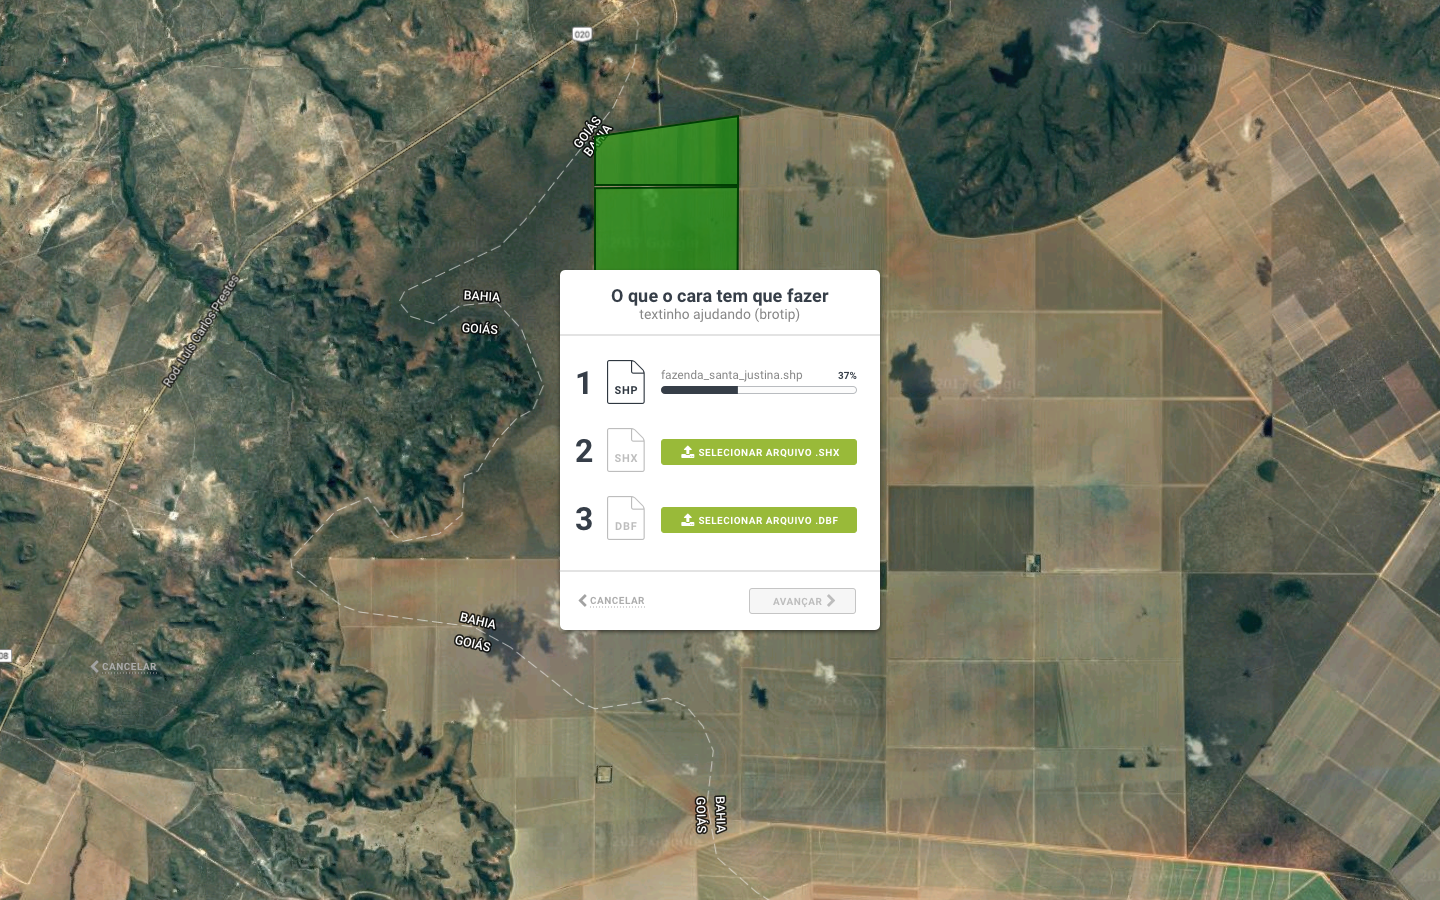 020
GOIÁS
BAHIA
BAHIA
GOIÁS
Rod. Luís Carlos Prestes
O que o cara tem que fazer
textinho ajudando (brotip)
1 SHP fazenda_santa_justina.shp 37%
2 SHX SELECIONAR ARQUIVO .SHX
3 DBF SELECIONAR ARQUIVO .DBF
CANCELAR AVANÇAR
BAHIA
GOIÁS
08
CANCELAR
GOIÁS
BAHIA